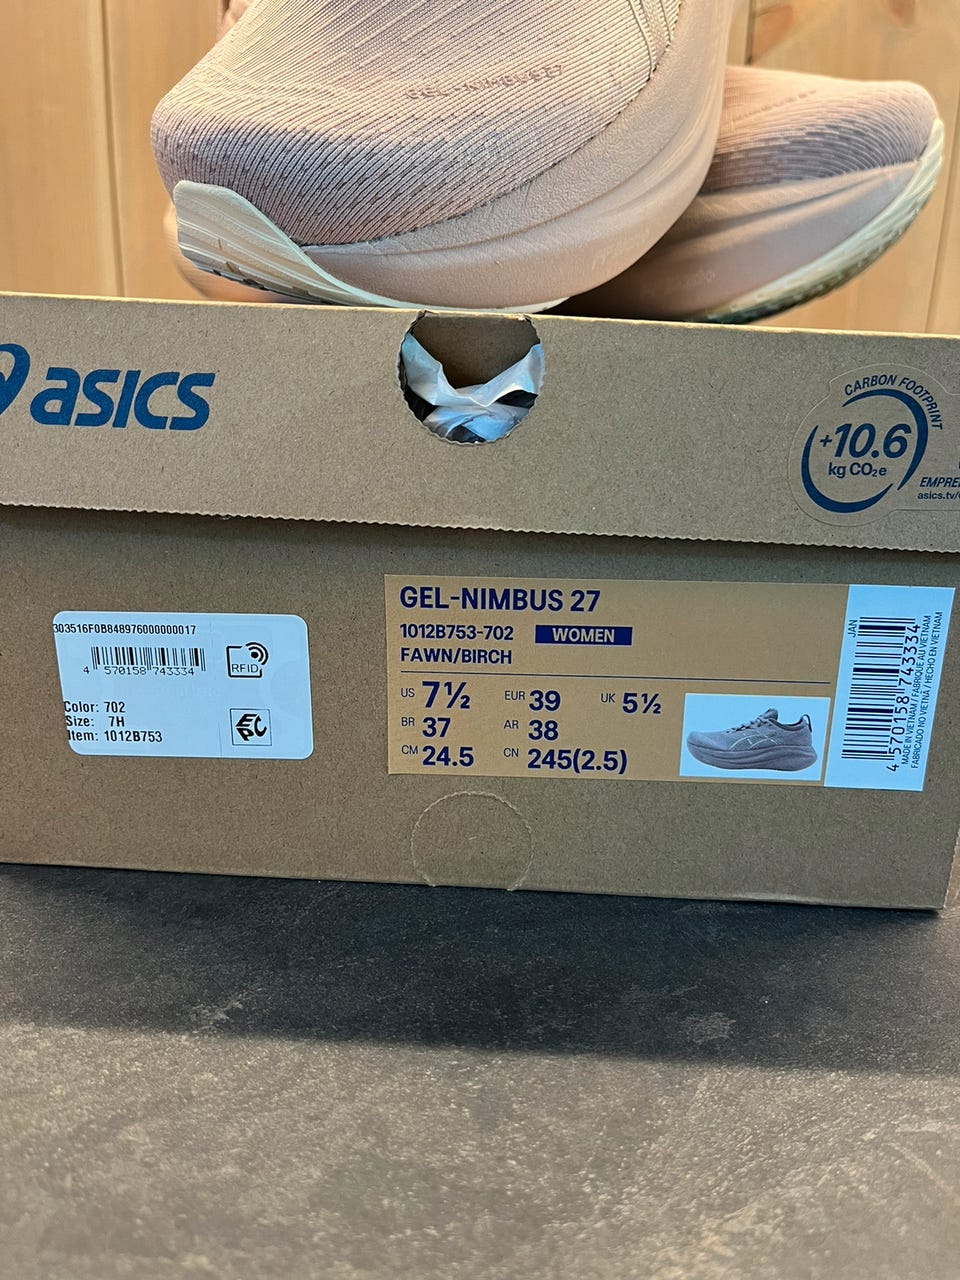 GEL-NIMBUS 27
asics
CARBON FOOTPRINT
+10.6
kg CO₂e
asics.tv/
303516F0B848976000000017
4 570158 743334
RFID
Color: 702
Size: 7H
Item: 1012B753
EPC
GEL-NIMBUS 27
1012B753-702 WOMEN
FAWN/BIRCH
US 7½ EUR 39 UK 5½
BR 37 AR 38
CM 24.5 CN 245(2.5)
JAN
4 570158 743334
MADE IN VIETNAM / FABRIQUÉ AU VIETNAM
FABRICADO NO VIETNÃ / HECHO EN VIETNAM